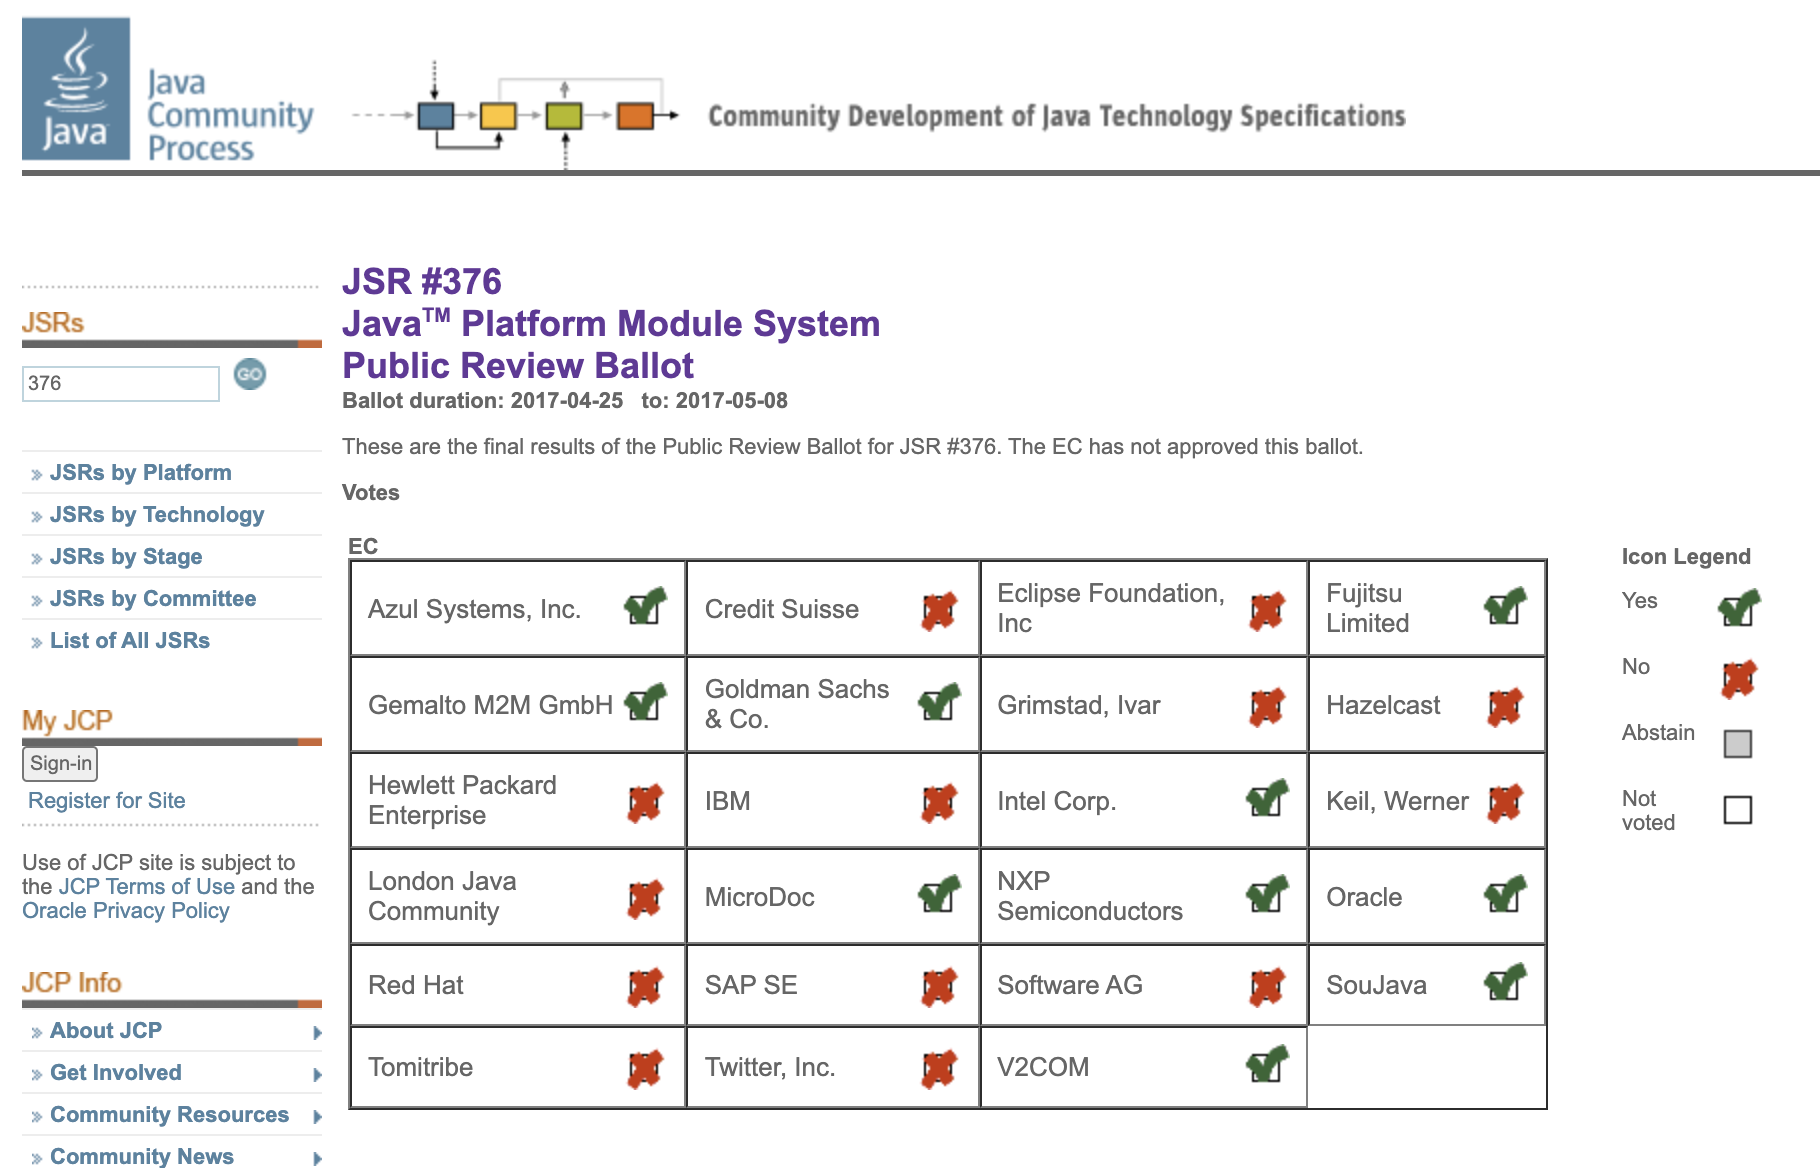 Java
Java
Community
Process
Community Development of Java Technology Specifications
JSRs
376
GO
» JSRs by Platform
» JSRs by Technology
» JSRs by Stage
» JSRs by Committee
» List of All JSRs
My JCP
Sign-in
Register for Site
Use of JCP site is subject to
the JCP Terms of Use and the
Oracle Privacy Policy
JCP Info
» About JCP
» Get Involved
» Community Resources
» Community News
JSR #376
Java™ Platform Module System
Public Review Ballot
Ballot duration: 2017-04-25 to: 2017-05-08
These are the final results of the Public Review Ballot for JSR #376. The EC has not approved this ballot.
Votes
EC
Azul Systems, Inc.
Credit Suisse
Eclipse Foundation,
Inc
Fujitsu
Limited
Gemalto M2M GmbH
Goldman Sachs
& Co.
Grimstad, Ivar
Hazelcast
Hewlett Packard
Enterprise
IBM
Intel Corp.
Keil, Werner
London Java
Community
MicroDoc
NXP
Semiconductors
Oracle
Red Hat
SAP SE
Software AG
SouJava
Tomitribe
Twitter, Inc.
V2COM
Icon Legend
Yes
No
Abstain
Not
voted